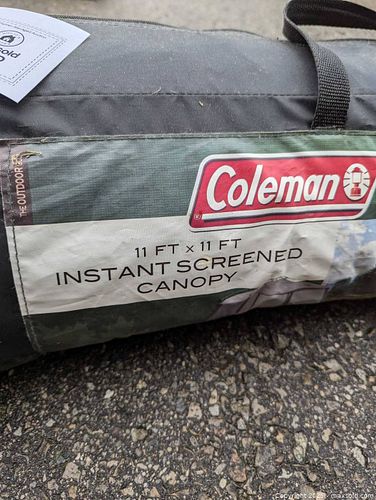 Coleman
THE OUTDOOR
11 FT x 11 FT
INSTANT SCREENED
CANOPY